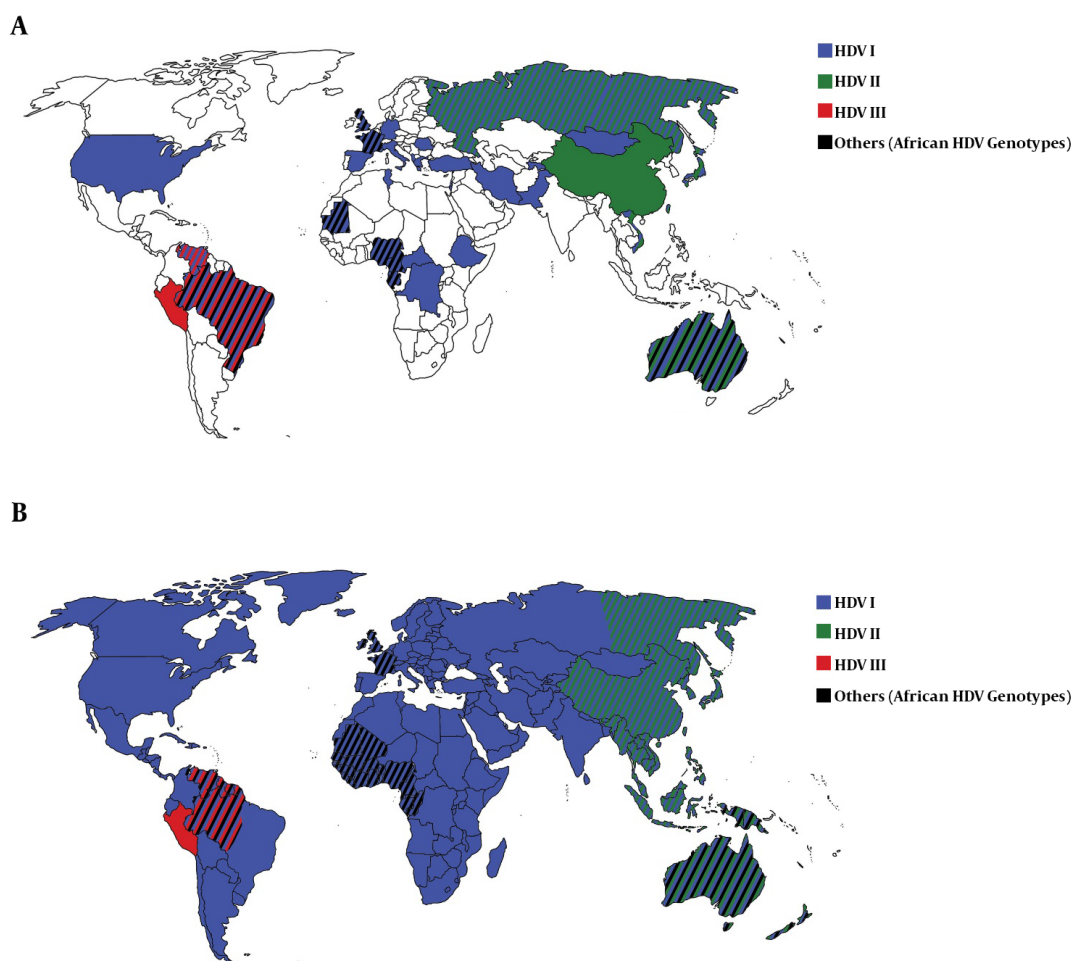 A
HDV I
HDV II
HDV III
Others (African HDV Genotypes)
B
HDV I
HDV II
HDV III
Others (African HDV Genotypes)